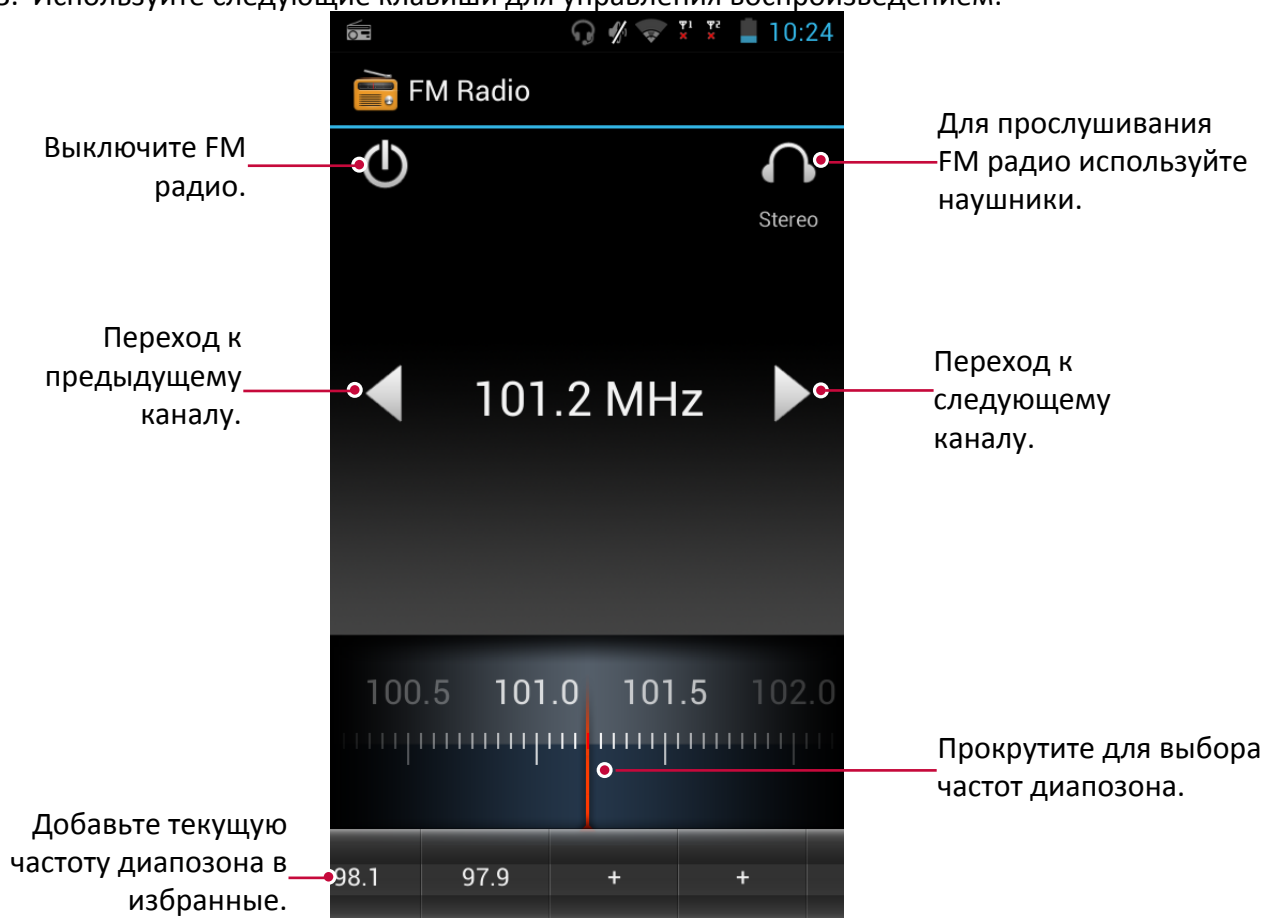 Используйте следующие клавиши для управления воспроизведением.
10:24
FM Radio
Выключите FM
радио.
Для прослушивания
FM радио используйте
наушники.
Stereo
Переход к
предыдущему
каналу.
101.2 MHz
Переход к
следующему
каналу.
100.5 101.0 101.5 102.0
Прокрутите для выбора
частот диапозона.
Добавьте текущую
частоту диапозона в
избранные.
98.1 97.9 + +